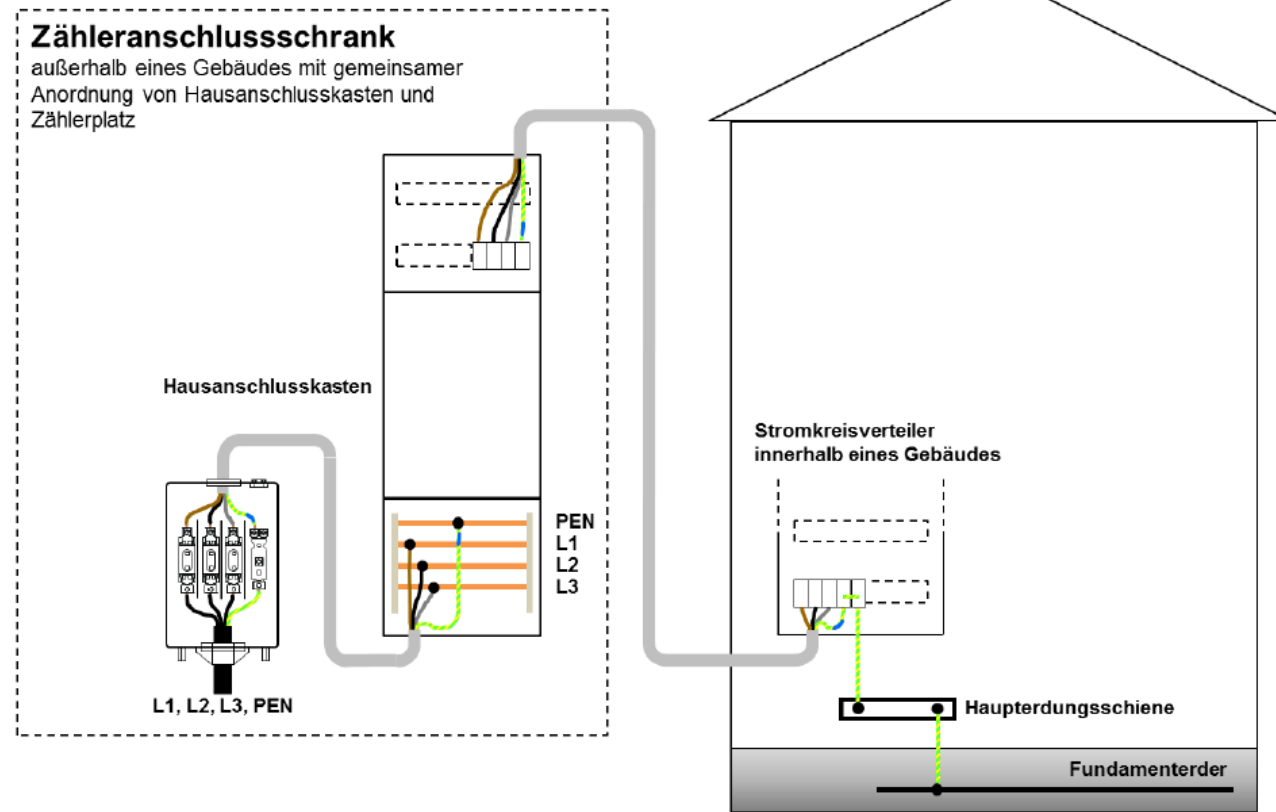 Zähleranschlussschrank
außerhalb eines Gebäudes mit gemeinsamer
Anordnung von Hausanschlusskasten und
Zählerplatz
Hausanschlusskasten
PEN
L1
L2
L3
L1, L2, L3, PEN
Stromkreisverteiler
innerhalb eines Gebäudes
Haupterdungsschiene
Fundamenterder